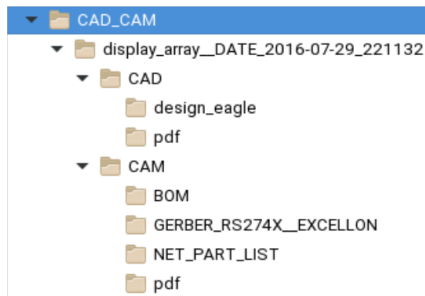 CAD_CAM
display_array__DATE_2016-07-29_221132
CAD
design_eagle
pdf
CAM
BOM
GERBER_RS274X__EXCELLON
NET_PART_LIST
pdf